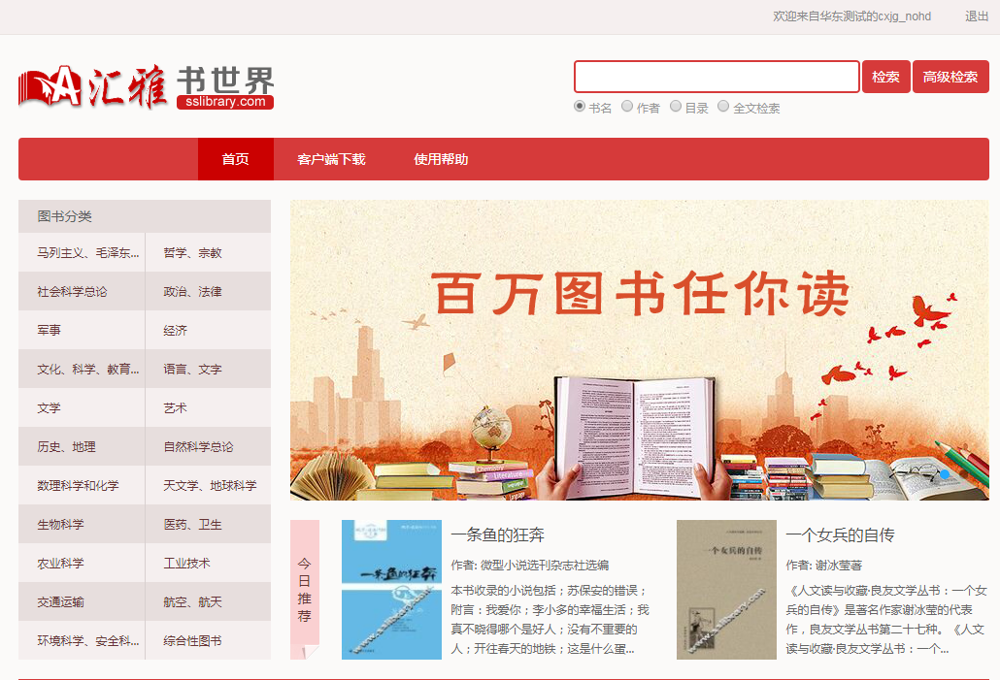 欢迎来自华东测试的cxjg_nohd 退出
汇雅 书世界
sslibrary.com
检索 高级检索
书名 作者 目录 全文检索
首页 客户端下载 使用帮助
图书分类
马列主义、毛泽东... 哲学、宗教
社会科学总论 政治、法律
军事 经济
文化、科学、教育... 语言、文字
文学 艺术
历史、地理 自然科学总论
数理科学和化学 天文学、地球科学
生物科学 医药、卫生
农业科学 工业技术
交通运输 航空、航天
环境科学、安全科... 综合性图书
百万图书任你读
Chemistry
Literature
今日推荐
一条鱼的狂奔
一条鱼的狂奔
作者: 微型小说选刊杂志社选编
本书收录的小说包括；苏保安的错误；
附言：我爱你；李小多的幸福生活；我
真不晓得哪个是好人；没有不重要的
人；开往春天的地铁；这是什么蛋...
一个女兵的自传
一个女兵的自传
作者: 谢冰莹著
《人文读与收藏·良友文学丛书：一个女
兵的自传》是著名作家谢冰莹的代表
作，良友文学丛书第二十七种。《人文
读与收藏·良友文学丛书：一个...